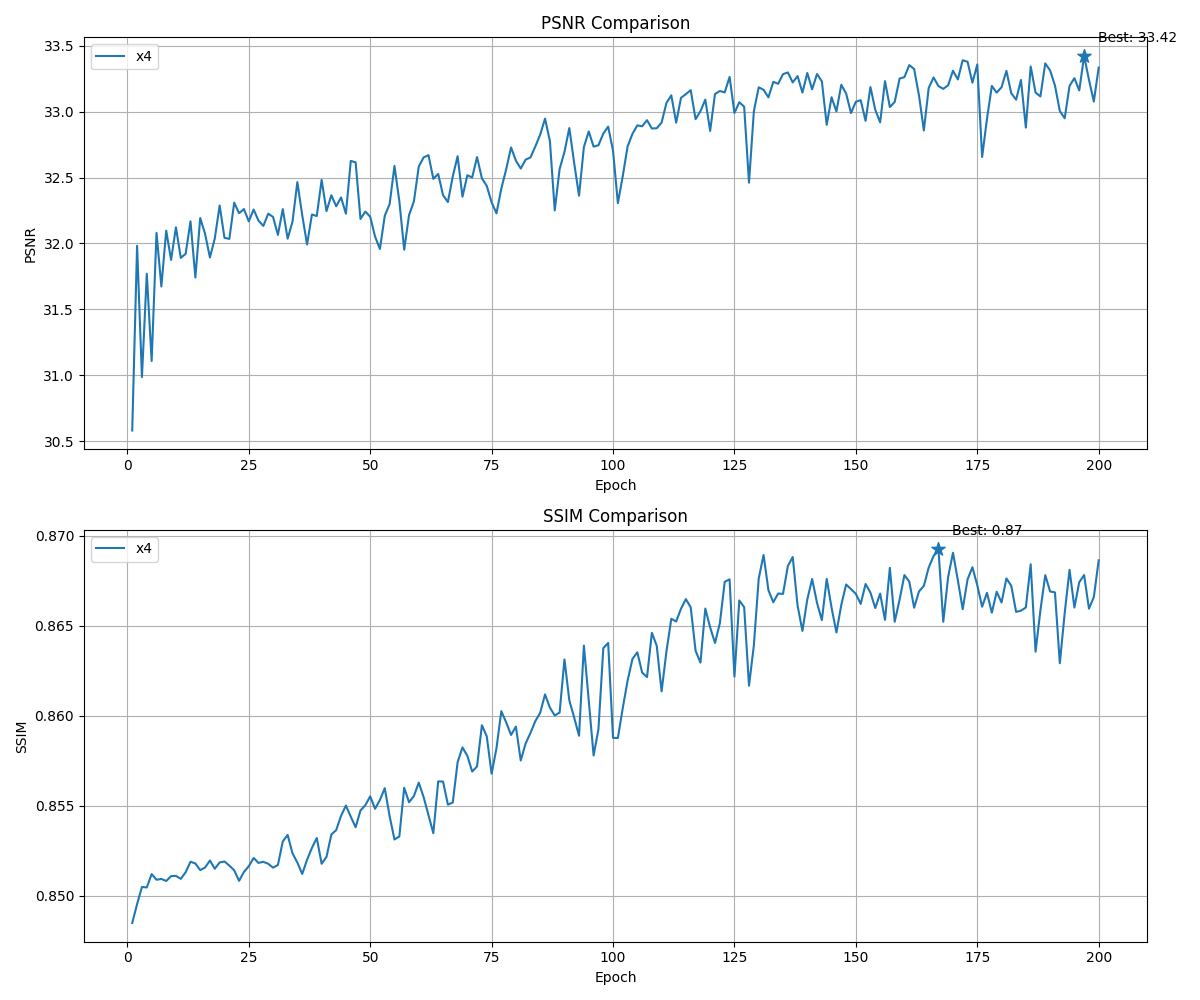 PSNR Comparison
Best: 33.42
x4
33.5
33.0
32.5
32.0
31.5
31.0
30.5
PSNR
0 25 50 75 100 125 150 175 200
Epoch
SSIM Comparison
Best: 0.87
x4
0.870
0.865
0.860
0.855
0.850
SSIM
0 25 50 75 100 125 150 175 200
Epoch